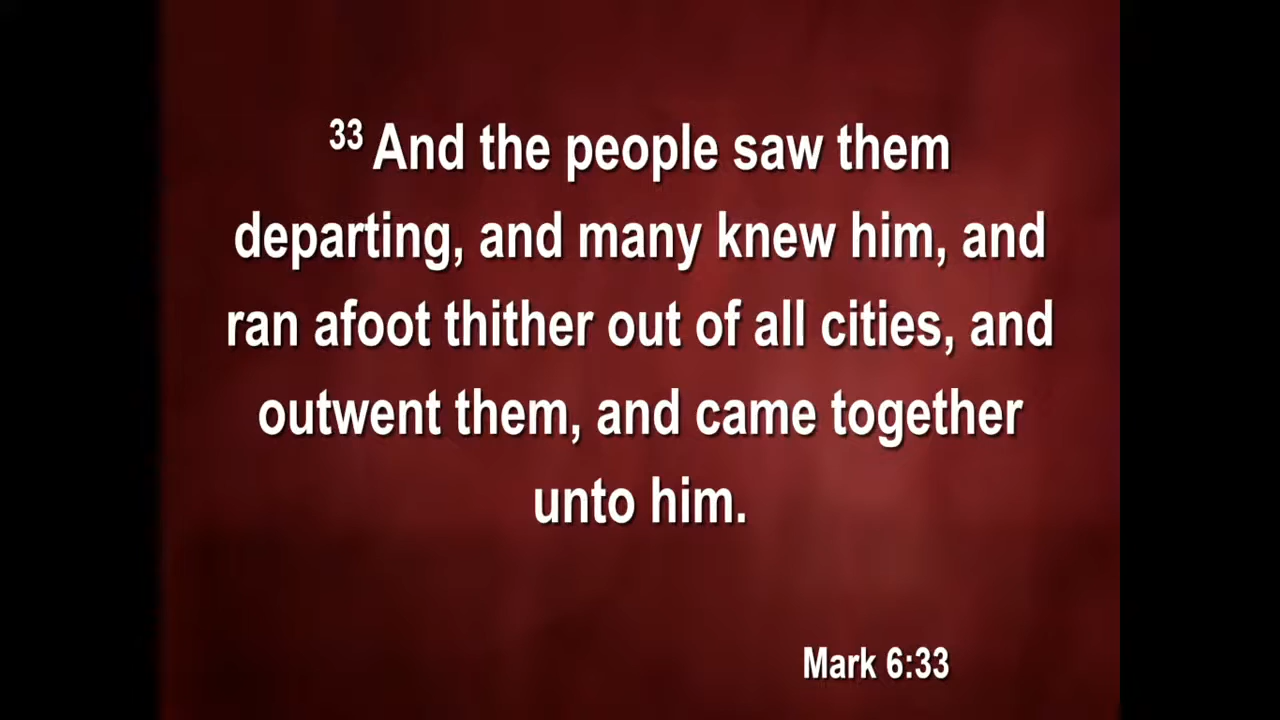 33 And the people saw them
departing, and many knew him, and
ran afoot thither out of all cities, and
outwent them, and came together
unto him.
Mark 6:33